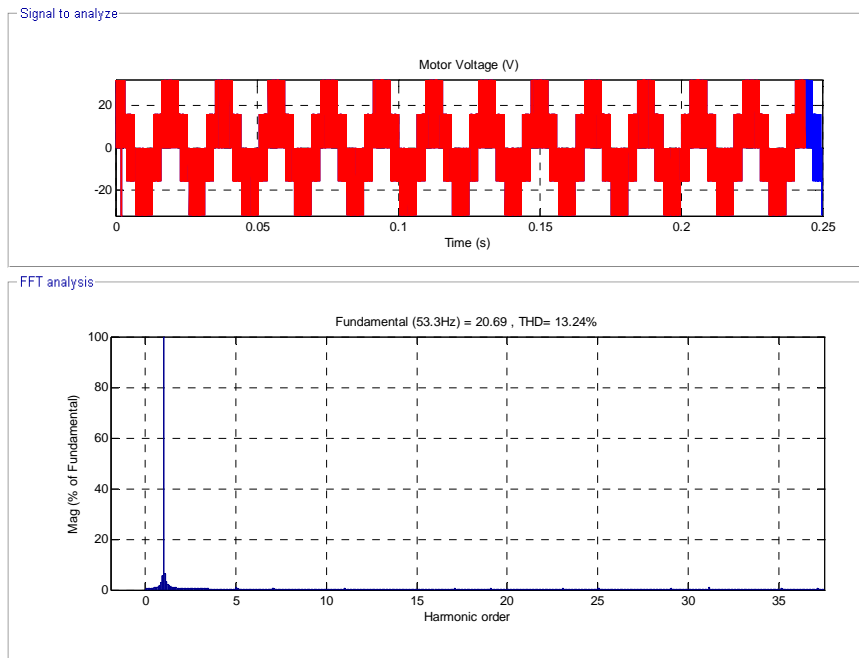 Signal to analyze
Motor Voltage (V)
20
0
-20
0 0.05 0.1 0.15 0.2 0.25
Time (s)
FFT analysis
Fundamental (53.3Hz) = 20.69 , THD= 13.24%
Mag (% of Fundamental)
100
80
60
40
20
0
0 5 10 15 20 25 30 35
Harmonic order